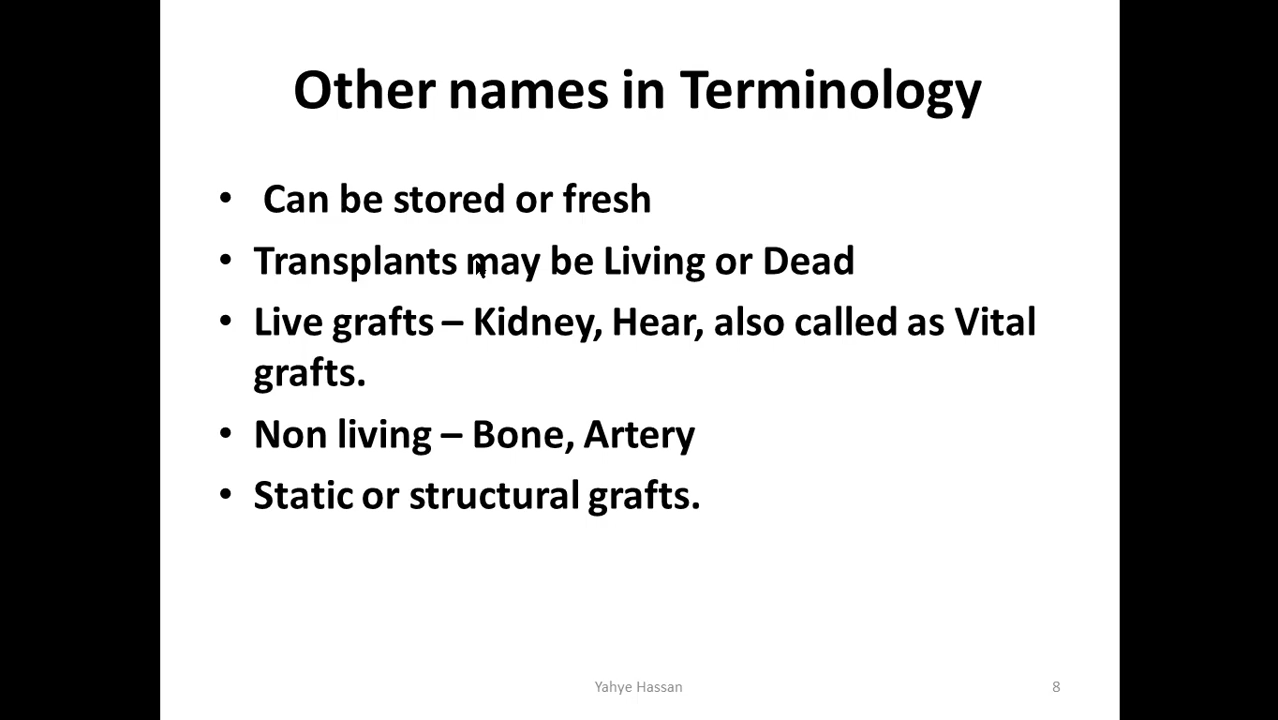 Other names in Terminology
• Can be stored or fresh
• Transplants may be Living or Dead
• Live grafts – Kidney, Hear, also called as Vital
grafts.
• Non living – Bone, Artery
• Static or structural grafts.
Yahye Hassan
8